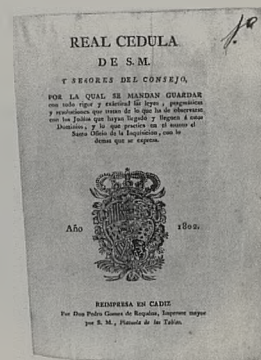 REAL CEDULA
DE S. M.
Y SEÑORES DEL CONSEJO,
POR LA QUAL SE MANDAN GUARDAR
con todo rigor y exâctitud las leyes, pragmáticas
y resoluciones que tratan de lo que ha de observarse
con los Judíos que hayan llegado y lleguen á estos
Dominios, y lo que practica en el asunto el
Santo Oficio de la Inquisicion, con lo
demas que se expresa.
Año 1802.
REIMPRESA EN CADIZ
Por Don Pedro Gomez de Requena, Impresor mayor
por S. M., Plazuela de las Tablas.